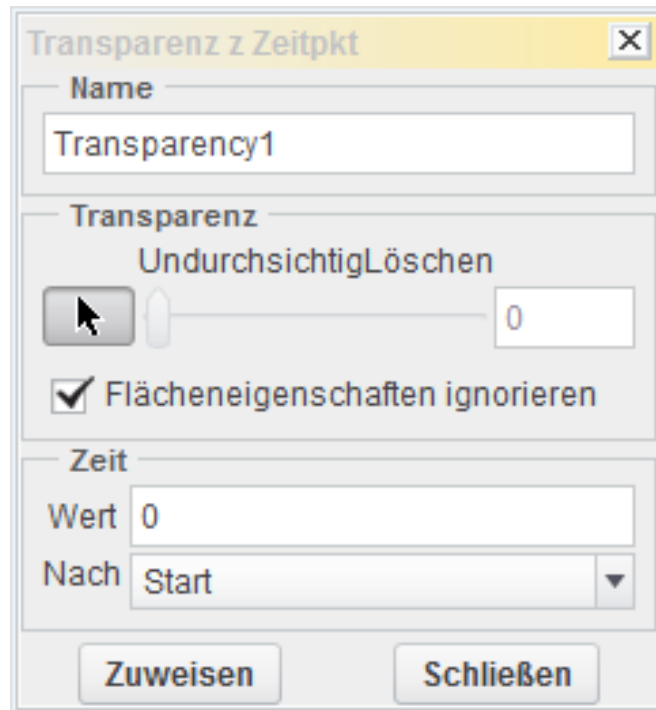 Transparenz z Zeitpkt
Name
Transparency1
Transparenz
UndurchsichtigLöschen
0
Flächeneigenschaften ignorieren
Zeit
Wert 0
Nach Start
Zuweisen Schließen